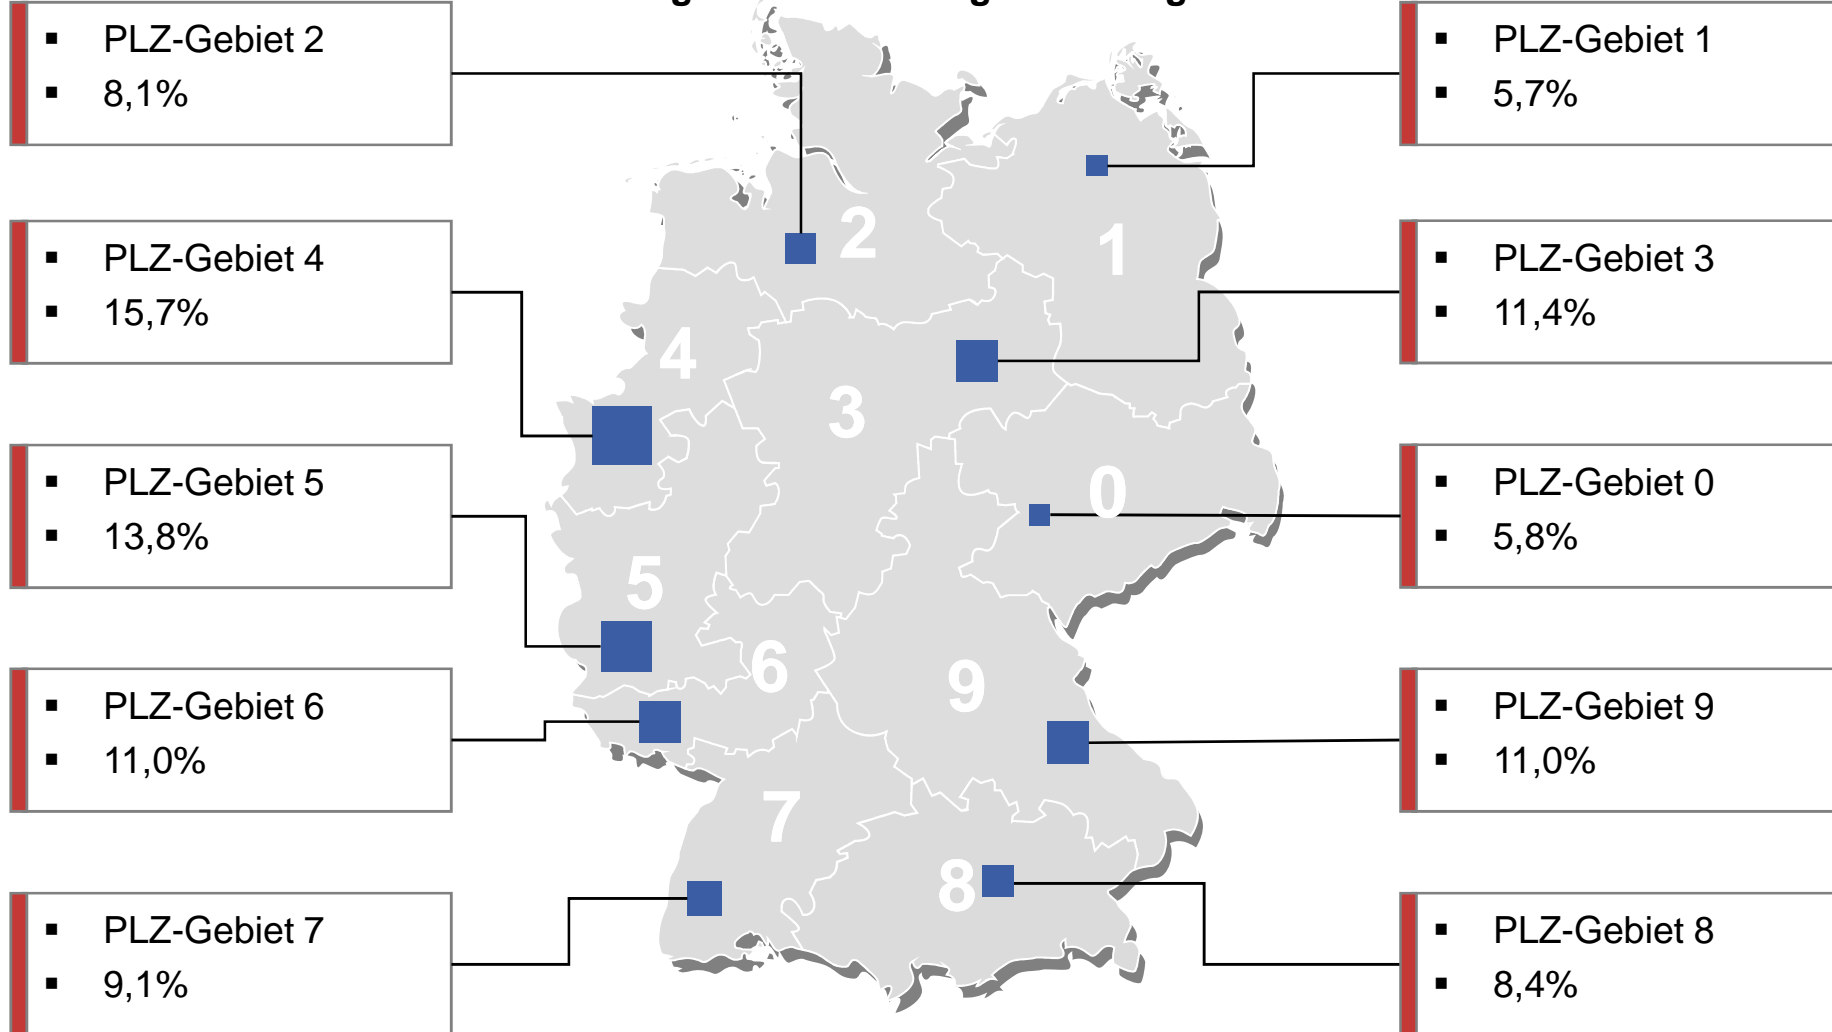 PLZ-Gebiet 2
8,1%
PLZ-Gebiet 1
5,7%
PLZ-Gebiet 4
15,7%
PLZ-Gebiet 3
11,4%
PLZ-Gebiet 5
13,8%
PLZ-Gebiet 0
5,8%
PLZ-Gebiet 6
11,0%
PLZ-Gebiet 9
11,0%
PLZ-Gebiet 7
9,1%
PLZ-Gebiet 8
8,4%
2
1
4
3
0
5
6
9
7
8